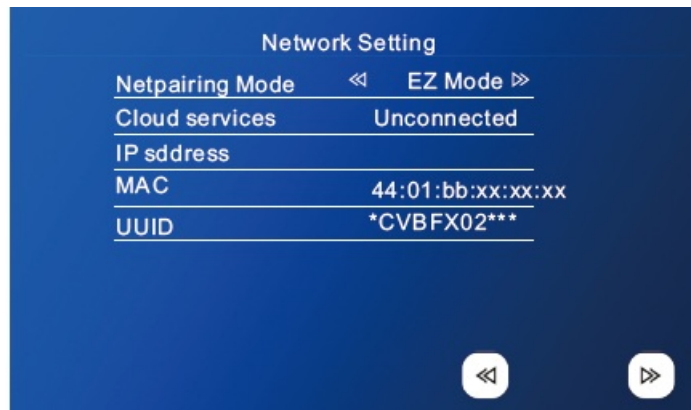 Network Setting
Netpairing Mode EZ Mode
Cloud services Unconnected
IP sddress
MAC 44:01:bb:xx:xx:xx
UUID *CVBFX02***